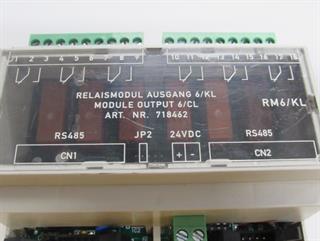 1 2 3 4 5 6 7 8 9 10 11 12 13 14 15 16 17 18
RELAISMODUL AUSGANG 6/KL
MODULE OUTPUT 6/CL
RM6/KL
ART. NR. 718462
RS485 JP2 24VDC RS485
CN1 + - CN2